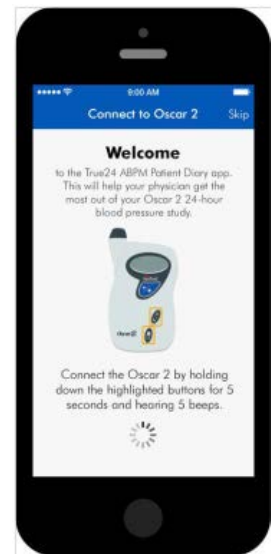 9:00 AM
Connect to Oscar 2
Skip
Welcome
to the True24 ABPM Patient Diary app.
This will help your physician get the
most out of your Oscar 2 24-hour
blood pressure study.
Connect the Oscar 2 by holding
down the highlighted buttons for 5
seconds and hearing 5 beeps.